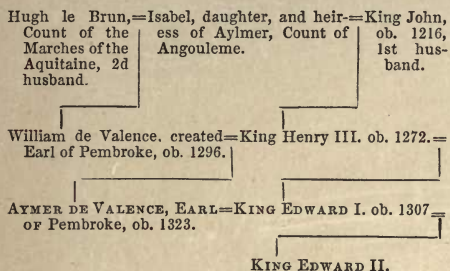 Hugh le Brun,=Isabel, daughter, and heir-=King John,
Count of the ess of Aylmer, Count of ob. 1216,
Marches of the Angouleme. 1st hus-
Aquitaine, 2d band.
husband.
William de Valence. created=King Henry III. ob. 1272.=
Earl of Pembroke, ob. 1296.
AYMER DE VALENCE, EARL=KING EDWARD I. ob. 1307=
OF Pembroke, ob. 1323.
KING EDWARD II.